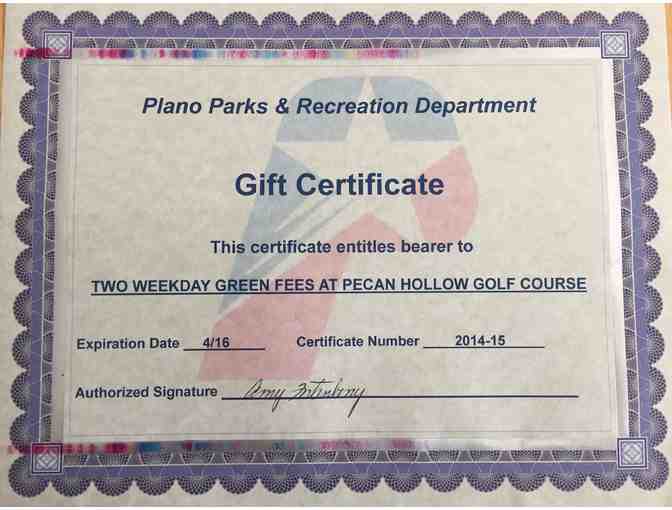 Plano Parks & Recreation Department
Gift Certificate
This certificate entitles bearer to
TWO WEEKDAY GREEN FEES AT PECAN HOLLOW GOLF COURSE
Expiration Date 4/16 Certificate Number 2014-15
Authorized Signature Amy